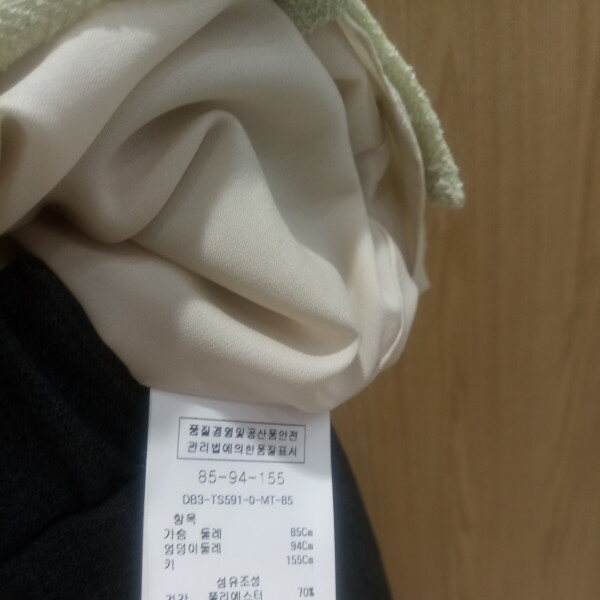 품질경영및공산품안전
관리법에의한품질표시
85-94-155
DB3-TS591-0-MT-85
항목
가슴 둘레 85Cm
엉덩이둘레 94Cm
키 155Cm
섬유조성
겉감 폴리에스터 70%